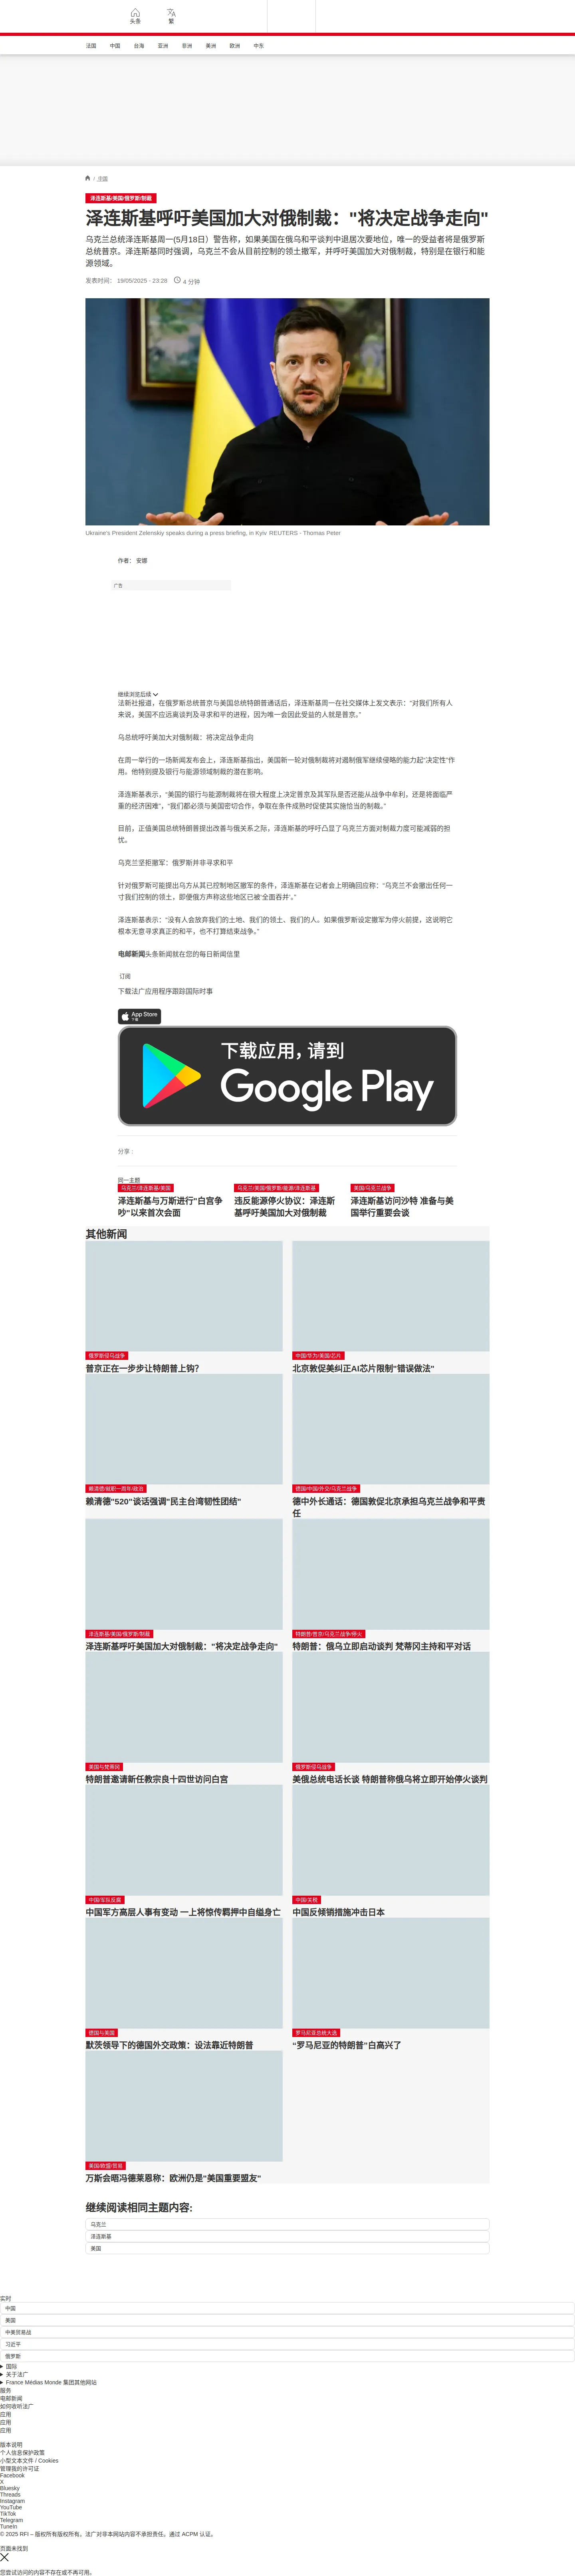 头条
繁
法国
中国
台海
亚洲
非洲
美洲
欧洲
中东
/ 中国
泽连斯基/美国/俄罗斯/制裁
泽连斯基呼吁美国加大对俄制裁："将决定战争走向"
乌克兰总统泽连斯基周一(5月18日）警告称，如果美国在俄乌和平谈判中退居次要地位，唯一的受益者将是俄罗斯
总统普京。泽连斯基同时强调，乌克兰不会从目前控制的领土撤军，并呼吁美国加大对俄制裁，特别是在银行和能
源领域。
发表时间： 19/05/2025 - 23:28
4 分钟
Ukraine's President Zelenskiy speaks during a press briefing, in Kyiv REUTERS - Thomas Peter
作者： 安娜
广告
继续浏览后续
法新社报道，在俄罗斯总统普京与美国总统特朗普通话后，泽连斯基周一在社交媒体上发文表示："对我们所有人
来说，美国不应远离谈判及寻求和平的进程，因为唯一会因此受益的人就是普京。"
乌总统呼吁美加大对俄制裁：将决定战争走向
在周一举行的一场新闻发布会上，泽连斯基指出，美国新一轮对俄制裁将对遏制俄军继续侵略的能力起"决定性"作
用。他特别提及银行与能源领域制裁的潜在影响。
泽连斯基表示，"美国的银行与能源制裁将在很大程度上决定普京及其军队是否还能从战争中牟利，还是将面临严
重的经济困难"，"我们都必须与美国密切合作，争取在条件成熟时促使其实施恰当的制裁。"
目前，正值美国总统特朗普提出改善与俄关系之际，泽连斯基的呼吁凸显了乌克兰方面对制裁力度可能减弱的担
忧。
乌克兰坚拒撤军：俄罗斯并非寻求和平
针对俄罗斯可能提出乌方从其已控制地区撤军的条件，泽连斯基在记者会上明确回应称："乌克兰不会撤出任何一
寸我们控制的领土，即便俄方声称这些地区已被'全面吞并'。"
泽连斯基表示："没有人会放弃我们的土地、我们的领土、我们的人。如果俄罗斯设定撤军为停火前提，这说明它
根本无意寻求真正的和平，也不打算结束战争。"
电邮新闻头条新闻就在您的每日新闻信里
订阅
下载法广应用程序跟踪国际时事
App Store
下载
下载应用，请到
Google Play
分享 :
同一主题
乌克兰/泽连斯基/美国
泽连斯基与万斯进行"白宫争
吵"以来首次会面
乌克兰/美国/俄罗斯/能源/泽连斯基
违反能源停火协议：泽连斯
基呼吁美国加大对俄制裁
美国/乌克兰战争
泽连斯基访问沙特 准备与美
国举行重要会谈
其他新闻
俄罗斯侵乌战争
普京正在一步步让特朗普上钩？
中国/华为/美国/芯片
北京敦促美纠正AI芯片限制"错误做法"
赖清德/就职一周年/政治
赖清德"520"谈话强调"民主台湾韧性团结"
德国/中国/外交/乌克兰战争
德中外长通话：德国敦促北京承担乌克兰战争和平责
任
泽连斯基/美国/俄罗斯/制裁
泽连斯基呼吁美国加大对俄制裁："将决定战争走向"
特朗普/普京/乌克兰战争/停火
特朗普：俄乌立即启动谈判 梵蒂冈主持和平对话
美国与梵蒂冈
特朗普邀请新任教宗良十四世访问白宫
俄罗斯侵乌战争
美俄总统电话长谈 特朗普称俄乌将立即开始停火谈判
中国/军队反腐
中国军方高层人事有变动 一上将惊传羁押中自缢身亡
中国/关税
中国反倾销措施冲击日本
德国与美国
默茨领导下的德国外交政策：设法靠近特朗普
罗马尼亚总统大选
“罗马尼亚的特朗普”白高兴了
美国/欧盟/贸易
万斯会晤冯德莱恩称：欧洲仍是"美国重要盟友"
继续阅读相同主题内容:
乌克兰
泽连斯基
美国
实时
中国
美国
中美贸易战
习近平
俄罗斯
国际
关于法广
France Médias Monde 集团其他网站
服务
电邮新闻
如何收听法广
应用
应用
应用
版本说明
个人信息保护政策
小型文本文件 / Cookies
管理我的许可证
Facebook
X
Bluesky
Threads
Instagram
YouTube
TikTok
Telegram
TuneIn
© 2025 RFI – 版权所有版权所有。法广对非本网站内容不承担责任。通过 ACPM 认证。
页面未找到
您尝试访问的内容不存在或不再可用。